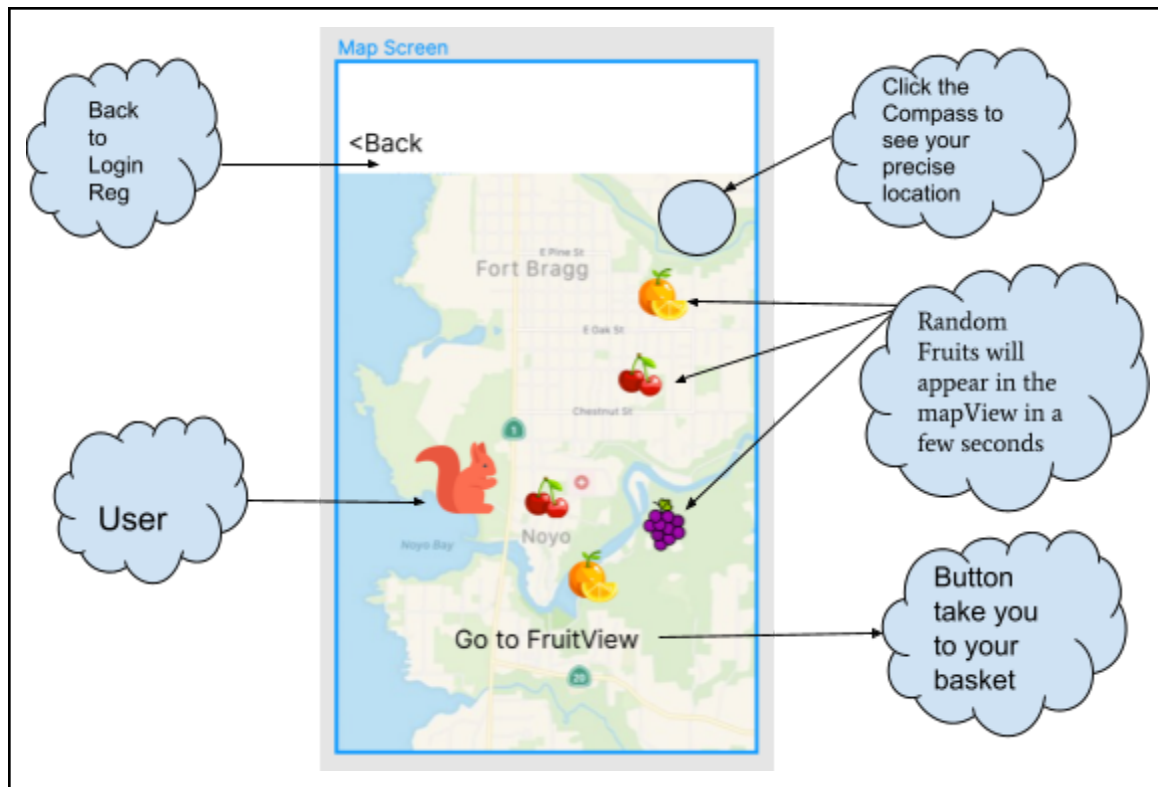 Map Screen
Back
to
Login
Reg
<Back
Click the
Compass to
see your
precise
location
E Pine St
Fort Bragg
E Oak St
Random
Fruits will
appear in the
mapView in a
few seconds
Chestnut St
1
User
Noyo
Noyo Bay
Button
take you
to your
basket
Go to FruitView
20